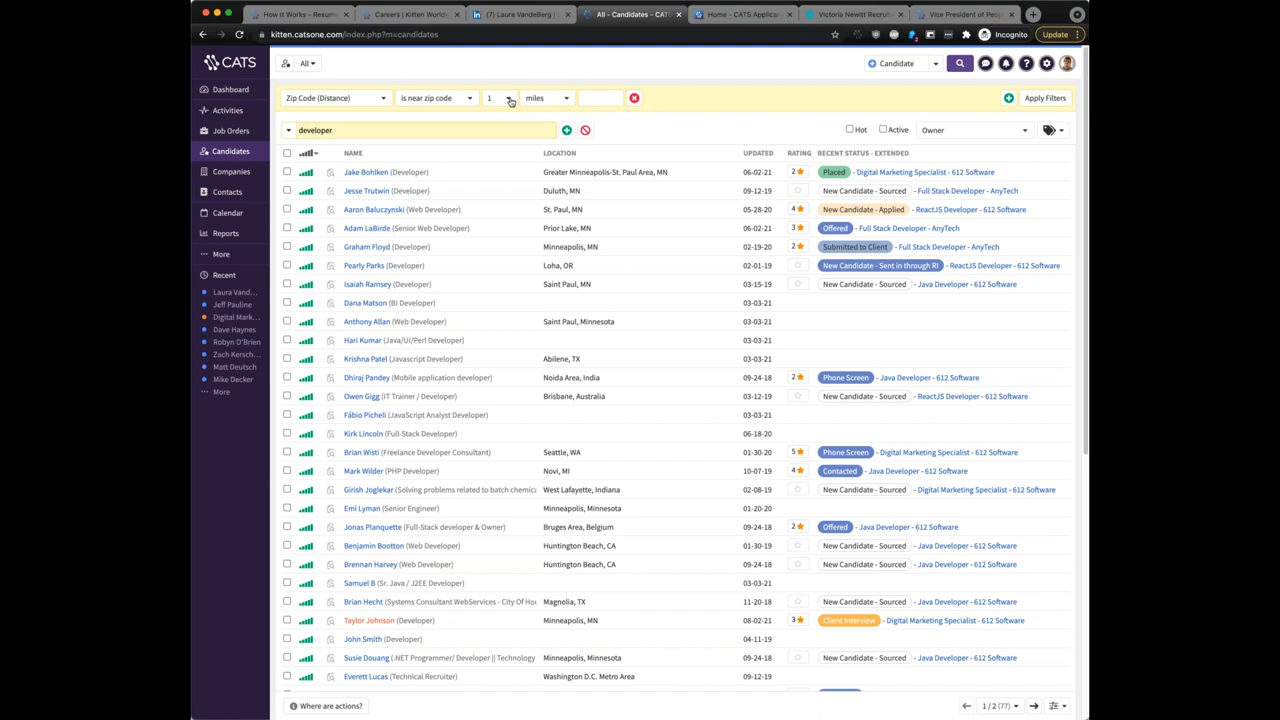 How It Works - Resum
Careers | Kitten Worldw
(7) Laura VandeBerg |
All - Candidates - CATS
Home - CATS Applican
Victoria Newitt Recruiti
Vice President of Peop
kitten.catsone.com/index.php?m=candidates
Incognito
Update
CATS
All
Candidate
Dashboard
Activities
Job Orders
Candidates
Companies
Contacts
Calendar
Reports
More
Recent
Laura Vand...
Jeff Pauline
Digital Mark...
Dave Haynes
Robyn O'Brien
Zach Kersch...
Matt Deutsch
Mike Decker
More
Zip Code (Distance) is near zip code 1 miles Apply Filters
developer Hot Active Owner
NAME LOCATION UPDATED RATING RECENT STATUS - EXTENDED
Jake Bohlken (Developer) Greater Minneapolis-St. Paul Area, MN 06-02-21 2 Placed - Digital Marketing Specialist - 612 Software
Jesse Trutwin (Developer) Duluth, MN 09-12-19 New Candidate - Sourced - Full Stack Developer - AnyTech
Aaron Baluczynski (Web Developer) St. Paul, MN 05-28-20 4 New Candidate - Applied - ReactJS Developer - 612 Software
Adam LaBirde (Senior Web Developer) Prior Lake, MN 06-02-21 3 Offered - Full Stack Developer - AnyTech
Graham Floyd (Developer) Minneapolis, MN 02-19-20 2 Submitted to Client - Full Stack Developer - AnyTech
Pearly Parks (Developer) Loha, OR 02-01-19 New Candidate - Sent in through RI - ReactJS Developer - 612 Software
Isaiah Ramsey (Developer) Saint Paul, MN 03-15-19 New Candidate - Sourced - Java Developer - 612 Software
Dana Matson (BI Developer) 03-03-21
Anthony Allan (Web Developer) Saint Paul, Minnesota 03-03-21
Hari Kumar (Java/UI/Perl Developer) 03-03-21
Krishna Patel (Javascript Developer) Abilene, TX 03-03-21
Dhiraj Pandey (Mobile application developer) Noida Area, India 09-24-18 2 Phone Screen - Java Developer - 612 Software
Owen Gigg (IT Trainer / Developer) Brisbane, Australia 03-12-19 New Candidate - Sourced - ReactJS Developer - 612 Software
Fábio Picheli (JavaScript Analyst Developer) 03-03-21
Kirk Lincoln (Full-Stack Developer) 06-18-20
Brian Wisti (Freelance Developer Consultant) Seattle, WA 01-30-20 5 Phone Screen - Digital Marketing Specialist - 612 Software
Mark Wilder (PHP Developer) Novi, MI 10-07-19 4 Contacted - Java Developer - 612 Software
Girish Joglekar (Solving problems related to batch chemica West Lafayette, Indiana 02-08-19 New Candidate - Sourced - Digital Marketing Specialist - 612 Software
Emi Lyman (Senior Engineer) Minneapolis, Minnesota 01-20-20
Jonas Planquette (Full-Stack developer & Owner) Bruges Area, Belgium 09-24-18 2 Offered - Java Developer - 612 Software
Benjamin Bootton (Web Developer) Huntington Beach, CA 01-30-19 New Candidate - Sourced - Java Developer - 612 Software
Brennan Harvey (Web Developer) Huntington Beach, CA 09-24-18 New Candidate - Sourced - Java Developer - 612 Software
Samuel B (Sr. Java / J2EE Developer) 03-03-21
Brian Hecht (Systems Consultant WebServices - City Of Hou Magnolia, TX 11-20-18 New Candidate - Sourced - Java Developer - 612 Software
Taylor Johnson (Developer) Minneapolis, MN 08-02-21 3 Client Interview - Digital Marketing Specialist - 612 Software
John Smith (Developer) 04-11-19
Susie Douang (.NET Programmer/ Developer || Technology Minneapolis, Minnesota 09-24-18 New Candidate - Sourced - Java Developer - 612 Software
Everett Lucas (Technical Recruiter) Washington D.C. Metro Area 09-12-19
Where are actions? 1 / 2 (77)